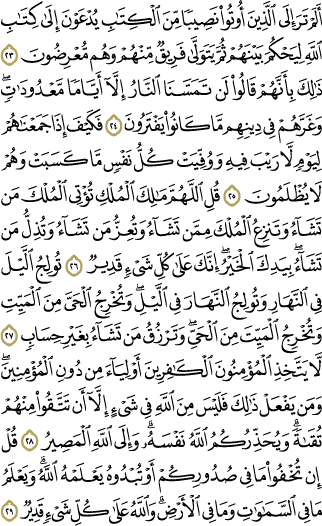 أَلَمْ تَرَ إِلَى ٱلَّذِينَ أُوتُوا۟ نَصِيبًا مِّنَ ٱلْكِتَٰبِ يُدْعَوْنَ إِلَىٰ كِتَٰبِ
ٱللَّهِ لِيَحْكُمَ بَيْنَهُمْ ثُمَّ يَتَوَلَّىٰ فَرِيقٌ مِّنْهُمْ وَهُم مُّعْرِضُونَ ٢٣
ذَٰلِكَ بِأَنَّهُمْ قَالُوا۟ لَن تَمَسَّنَا ٱلنَّارُ إِلَّآ أَيَّامًا مَّعْدُودَٰتٍ ۖ
وَغَرَّهُمْ فِى دِينِهِم مَّا كَانُوا۟ يَفْتَرُونَ ٢٤ فَكَيْفَ إِذَا جَمَعْنَٰهُمْ
لِيَوْمٍ لَّا رَيْبَ فِيهِ وَوُفِّيَتْ كُلُّ نَفْسٍ مَّا كَسَبَتْ وَهُمْ
لَا يُظْلَمُونَ ٢٥ قُلِ ٱللَّهُمَّ مَٰلِكَ ٱلْمُلْكِ تُؤْتِى ٱلْمُلْكَ مَن
تَشَآءُ وَتَنزِعُ ٱلْمُلْكَ مِمَّن تَشَآءُ وَتُعِزُّ مَن تَشَآءُ وَتُذِلُّ مَن
تَشَآءُ ۖ بِيَدِكَ ٱلْخَيْرُ ۖ إِنَّكَ عَلَىٰ كُلِّ شَىْءٍ قَدِيرٌ ٢٦ تُولِجُ ٱلَّيْلَ
فِى ٱلنَّهَارِ وَتُولِجُ ٱلنَّهَارَ فِى ٱلَّيْلِ ۖ وَتُخْرِجُ ٱلْحَىَّ مِنَ ٱلْمَيِّتِ
وَتُخْرِجُ ٱلْمَيِّتَ مِنَ ٱلْحَىِّ ۖ وَتَرْزُقُ مَن تَشَآءُ بِغَيْرِ حِسَابٍ
٢٧
لَّا يَتَّخِذِ ٱلْمُؤْمِنُونَ ٱلْكَٰفِرِينَ أَوْلِيَآءَ مِن دُونِ ٱلْمُؤْمِنِينَ ۖ
وَمَن يَفْعَلْ ذَٰلِكَ فَلَيْسَ مِنَ ٱللَّهِ فِى شَىْءٍ إِلَّآ أَن تَتَّقُوا۟ مِنْهُمْ
تُقَىٰةً ۗ وَيُحَذِّرُكُمُ ٱللَّهُ نَفْسَهُۥ ۗ وَإِلَى ٱللَّهِ ٱلْمَصِيرُ ٢٨ قُلْ
إِن تُخْفُوا۟ مَا فِى صُدُورِكُمْ أَوْ تُبْدُوهُ يَعْلَمْهُ ٱللَّهُ ۗ وَيَعْلَمُ
مَا فِى ٱلسَّمَٰوَٰتِ وَمَا فِى ٱلْأَرْضِ ۗ وَٱللَّهُ عَلَىٰ كُلِّ شَىْءٍ قَدِيرٌ ٢٩